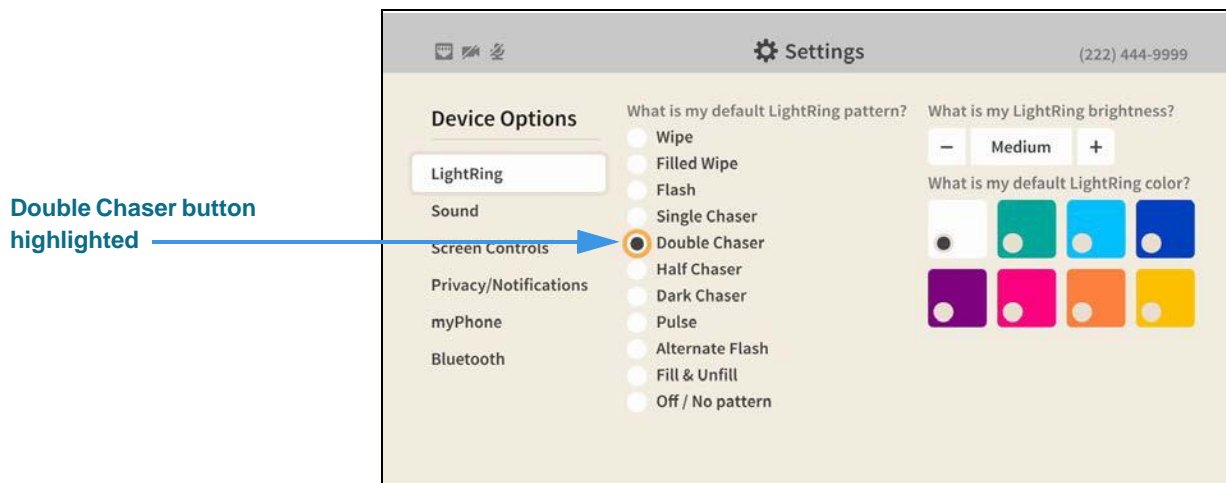 Settings
(222) 444-9999
Double Chaser button
highlighted
Device Options
LightRing
Sound
Screen Controls
Privacy/Notifications
myPhone
Bluetooth
What is my default LightRing pattern?
Wipe
Filled Wipe
Flash
Single Chaser
Double Chaser
Half Chaser
Dark Chaser
Pulse
Alternate Flash
Fill & Unfill
Off / No pattern
What is my LightRing brightness?
− Medium +
What is my default LightRing color?